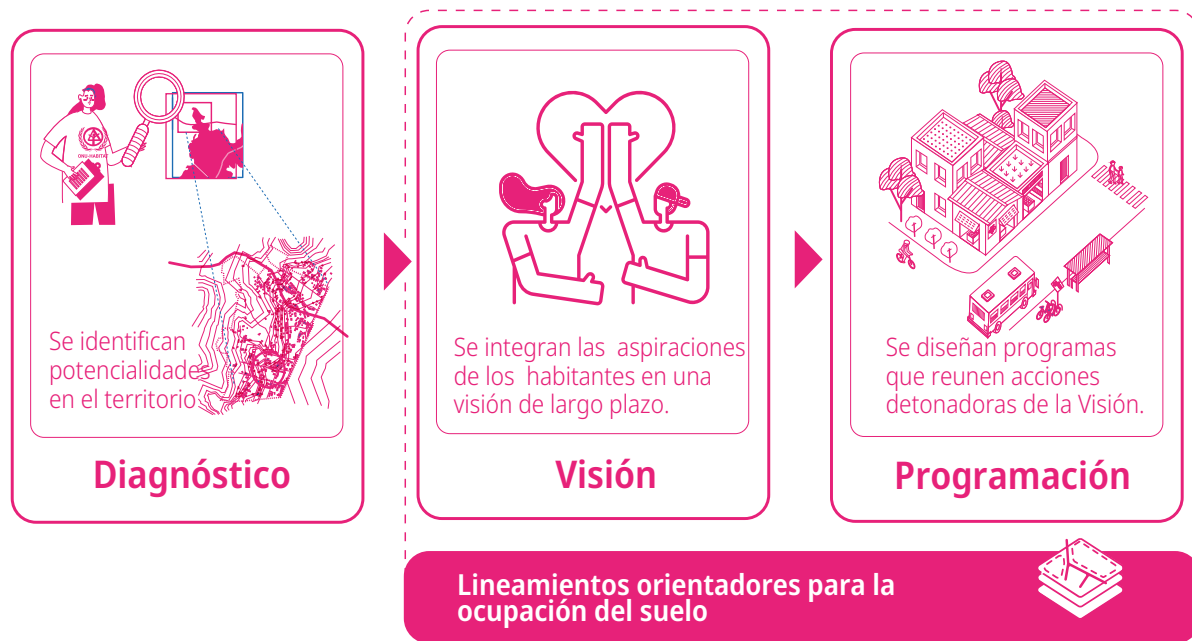 ONU-HABITAT
Se identifican
potencialidades
en el territorio
Diagnóstico
Se integran las aspiraciones
de los habitantes en una
visión de largo plazo.
Visión
Se diseñan programas
que reunen acciones
detonadoras de la Visión.
Programación
Lineamientos orientadores para la
ocupación del suelo